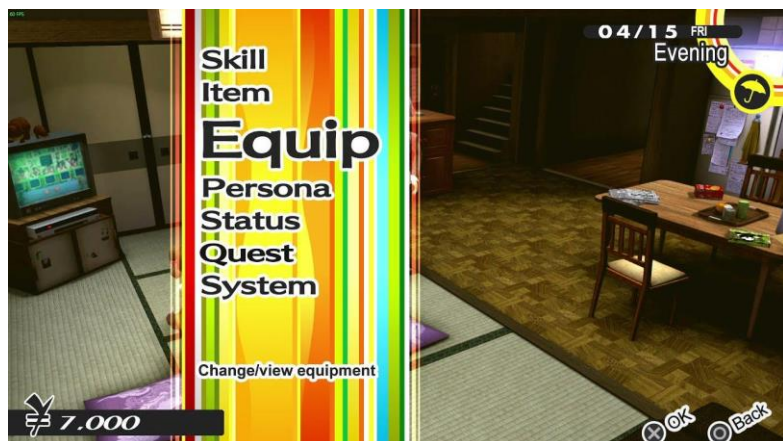 04/15 FRI
Evening
Skill
Item
Equip
Persona
Status
Quest
System
Change/view equipment
¥ 7.000
OK
Back